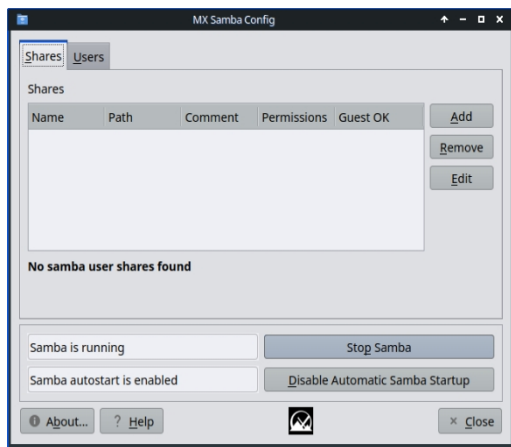 MX Samba Config
Shares Users
Shares
Name Path Comment Permissions Guest OK
Add
Remove
Edit
No samba user shares found
Samba is running Stop Samba
Samba autostart is enabled Disable Automatic Samba Startup
About... ? Help × Close